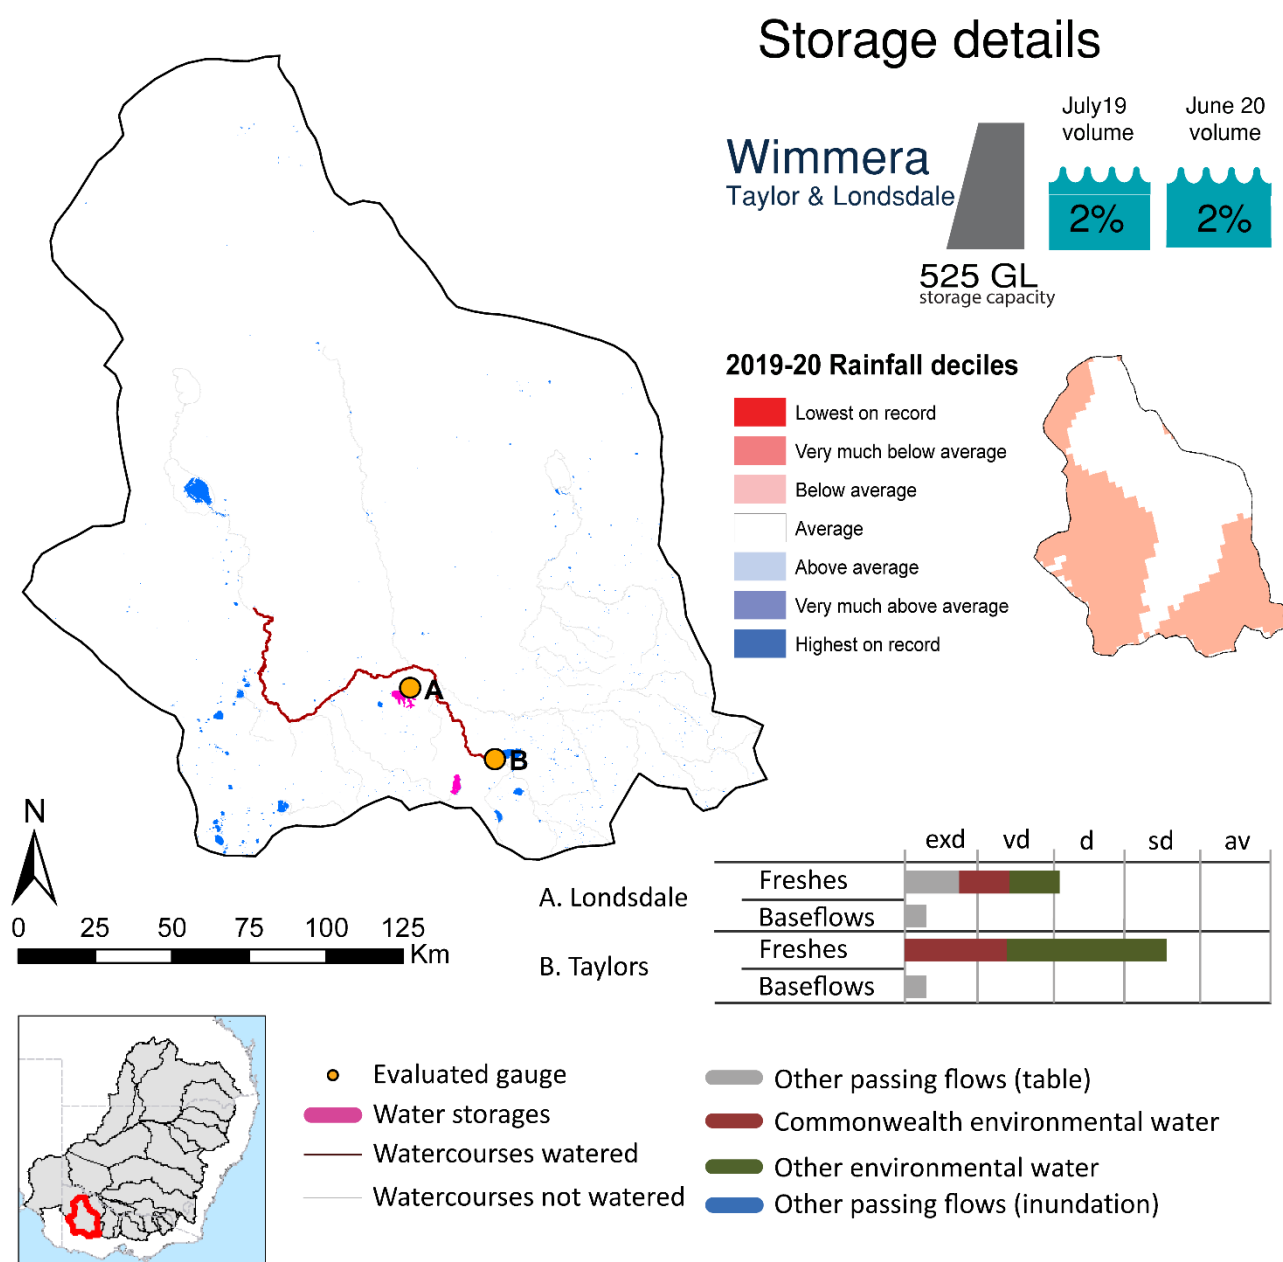 Storage details
July19
volume
June 20
volume
Wimmera
Taylor & Londsdale
2%
2%
525 GL
storage capacity
2019-20 Rainfall deciles
Lowest on record
Very much below average
Below average
Average
Above average
Very much above average
Highest on record
A
B
N
0 25 50 75 100 125
Km
exd vd d sd av
A. Londsdale
Freshes
Baseflows
B. Taylors
Freshes
Baseflows
Evaluated gauge
Water storages
Watercourses watered
Watercourses not watered
Other passing flows (table)
Commonwealth environmental water
Other environmental water
Other passing flows (inundation)